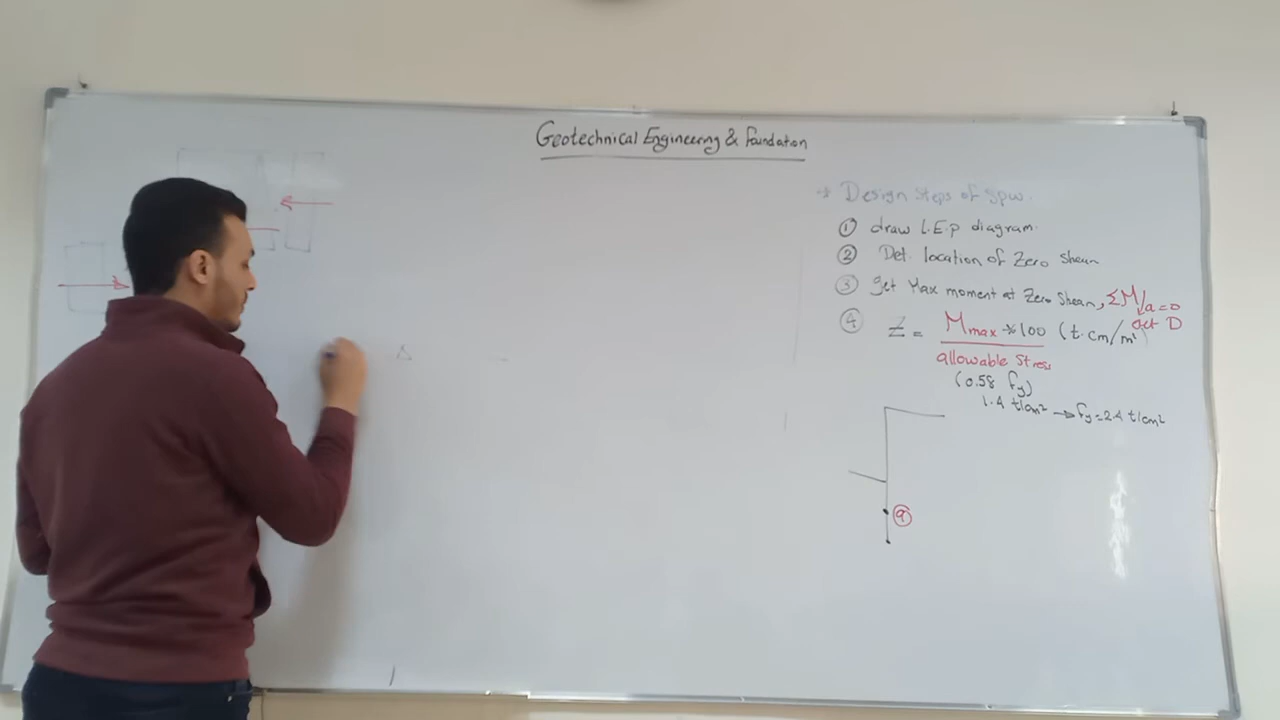 Geotechnical Engineering & Foundation
Design Steps of spw.
① draw L.E.p diagram.
② Det. location of Zero Shear
③ get Max moment at Zero Shear, ΣM/a=0
get D
④ Z = Mmax*100 (t.cm/m'
allowable stress
(0.58 fy)
1.4 t/cm² → fy=2.4 t/cm²
a